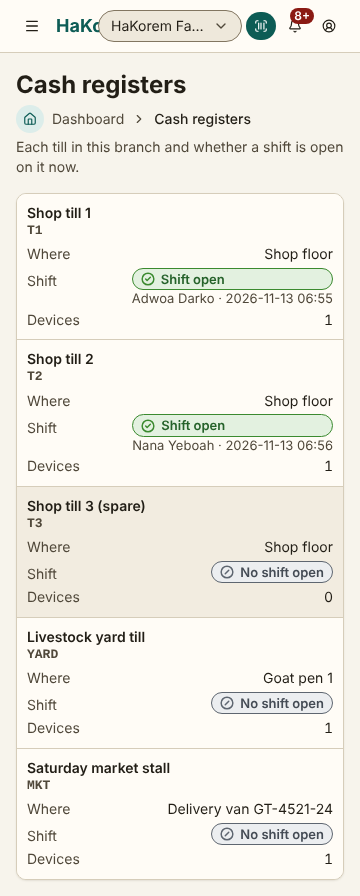 HaKo
HaKorem Fa...
8+
Cash registers
Dashboard > Cash registers
Each till in this branch and whether a shift is open
on it now.
Shop till 1
T1
Where Shop floor
Shift Shift open
Adwoa Darko · 2026-11-13 06:55
Devices 1
Shop till 2
T2
Where Shop floor
Shift Shift open
Nana Yeboah · 2026-11-13 06:56
Devices 1
Shop till 3 (spare)
T3
Where Shop floor
Shift No shift open
Devices 0
Livestock yard till
YARD
Where Goat pen 1
Shift No shift open
Devices 1
Saturday market stall
MKT
Where Delivery van GT-4521-24
Shift No shift open
Devices 1